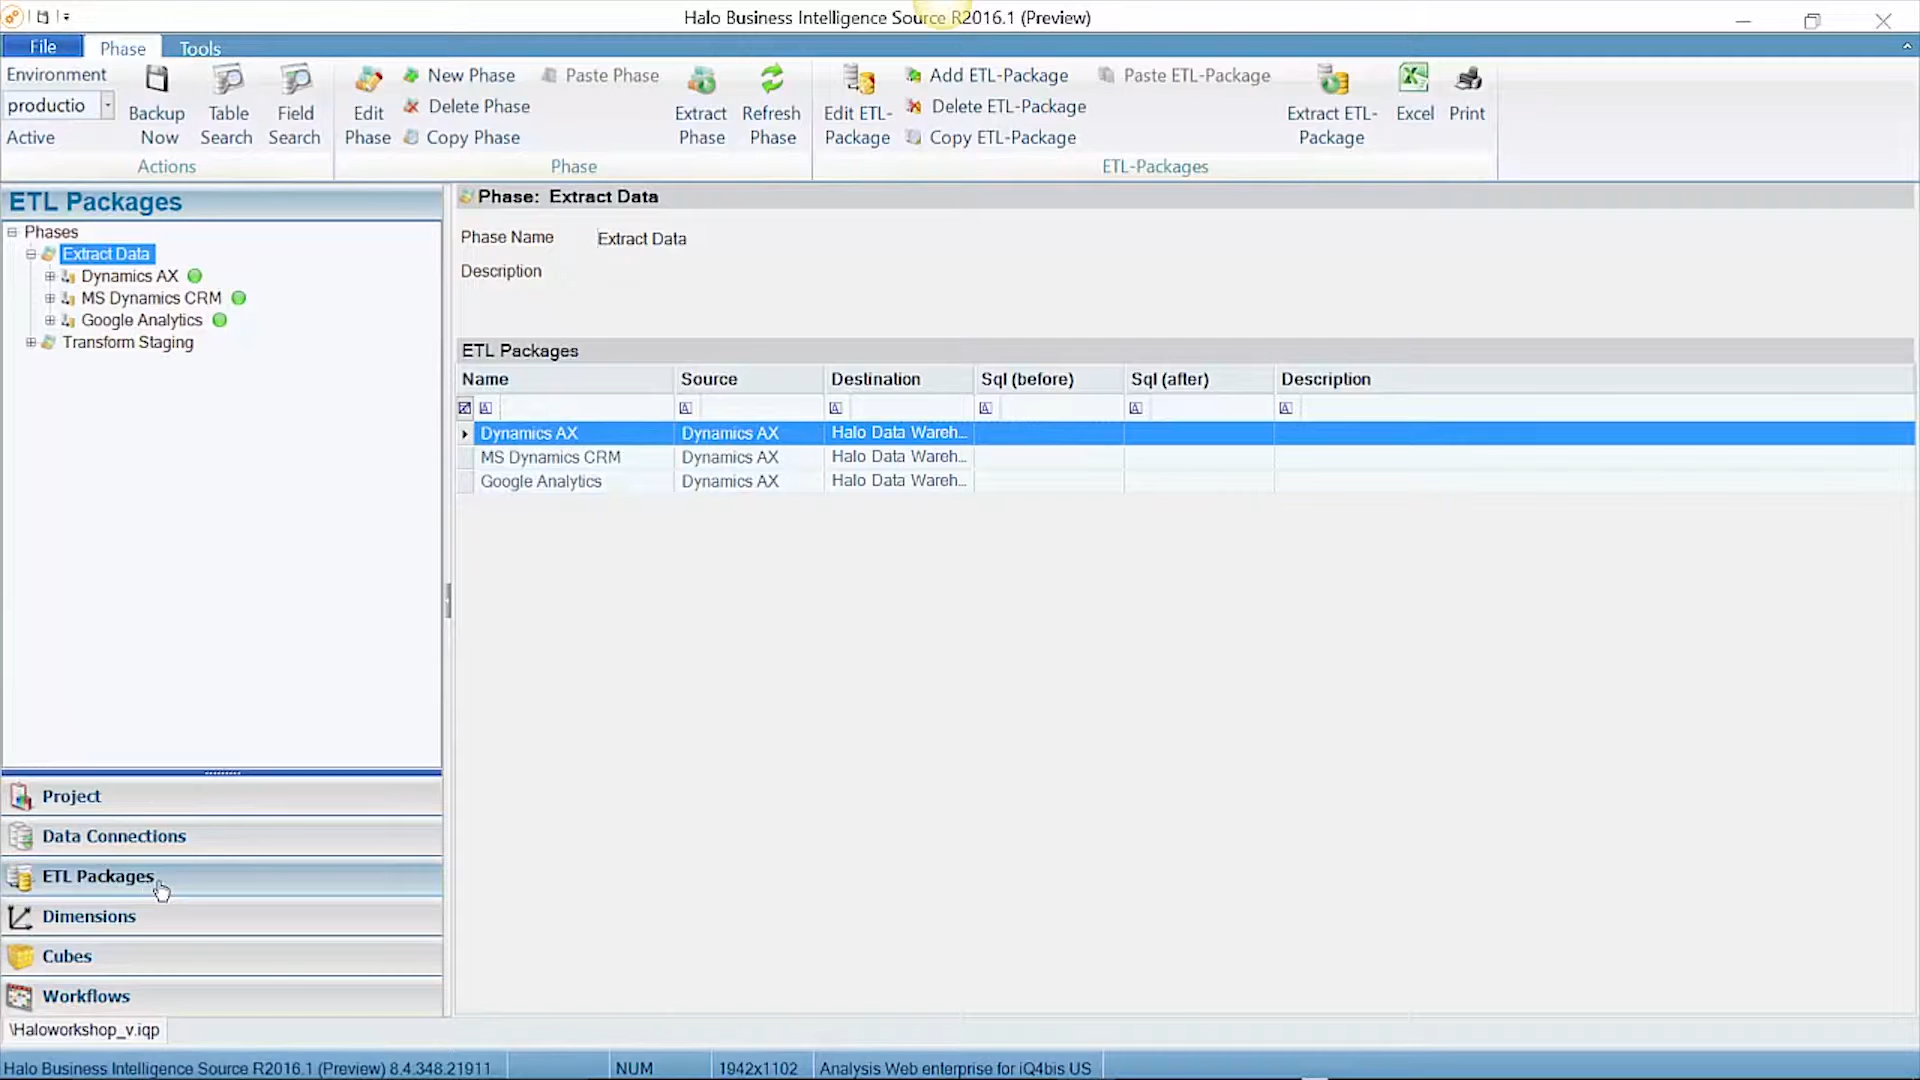 Halo Business Intelligence Source R2016.1 (Preview)
File Phase Tools
Environment
productio
Active
Backup Now
Table Search
Field Search
Actions
Edit Phase
New Phase
Delete Phase
Copy Phase
Paste Phase
Extract Phase
Refresh Phase
Phase
Edit ETL-Package
Add ETL-Package
Delete ETL-Package
Copy ETL-Package
Paste ETL-Package
Extract ETL-Package
Excel
Print
ETL-Packages
ETL Packages
Phases
Extract Data
Dynamics AX
MS Dynamics CRM
Google Analytics
Transform Staging
Phase: Extract Data
Phase Name Extract Data
Description
ETL Packages
Name Source Destination Sql (before) Sql (after) Description
Dynamics AX Dynamics AX Halo Data Wareh...
MS Dynamics CRM Dynamics AX Halo Data Wareh...
Google Analytics Dynamics AX Halo Data Wareh...
Project
Data Connections
ETL Packages
Dimensions
Cubes
Workflows
\Haloworkshop_v.iqp
Halo Business Intelligence Source R2016.1 (Preview) 8.4.348.21911 NUM 1942x1102 Analysis Web enterprise for iQ4bis US